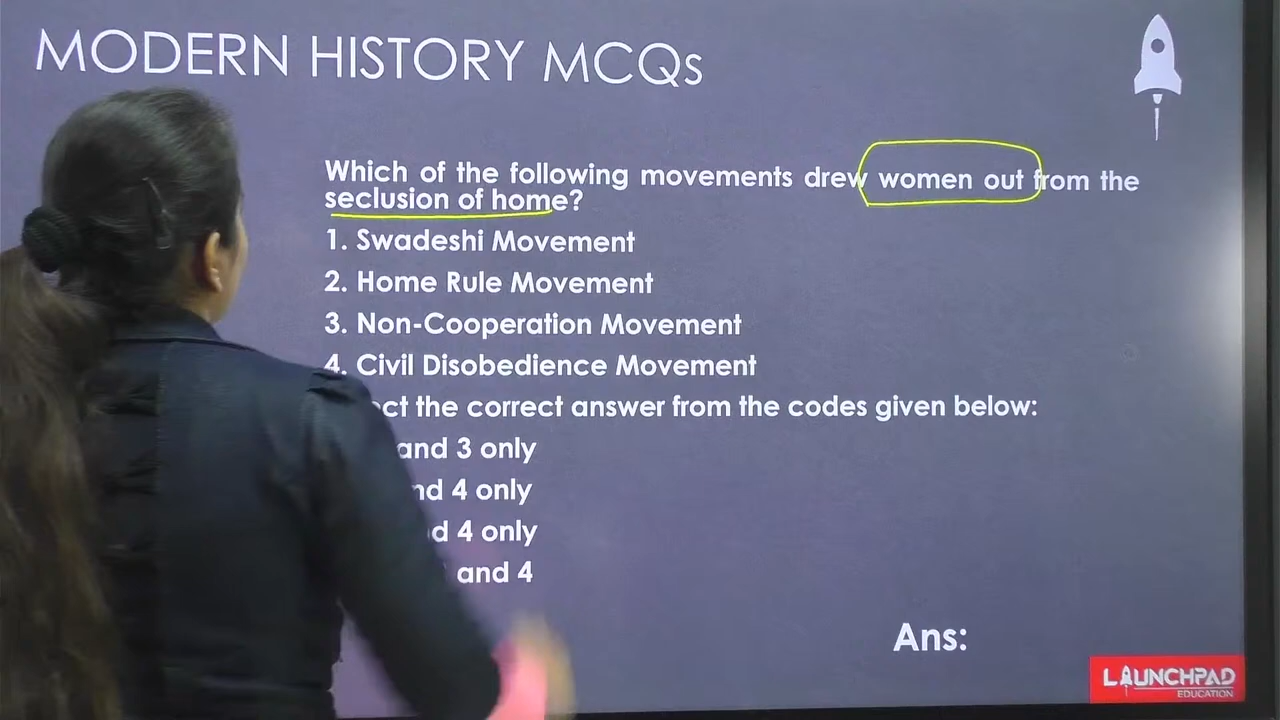 MODERN HISTORY MCQs
Which of the following movements drew women out from the
seclusion of home?
1. Swadeshi Movement
2. Home Rule Movement
3. Non-Cooperation Movement
4. Civil Disobedience Movement
the correct answer from the codes given below:
and 3 only
4 only
4 only
and 4
Ans:
LAUNCHPAD
EDUCATION